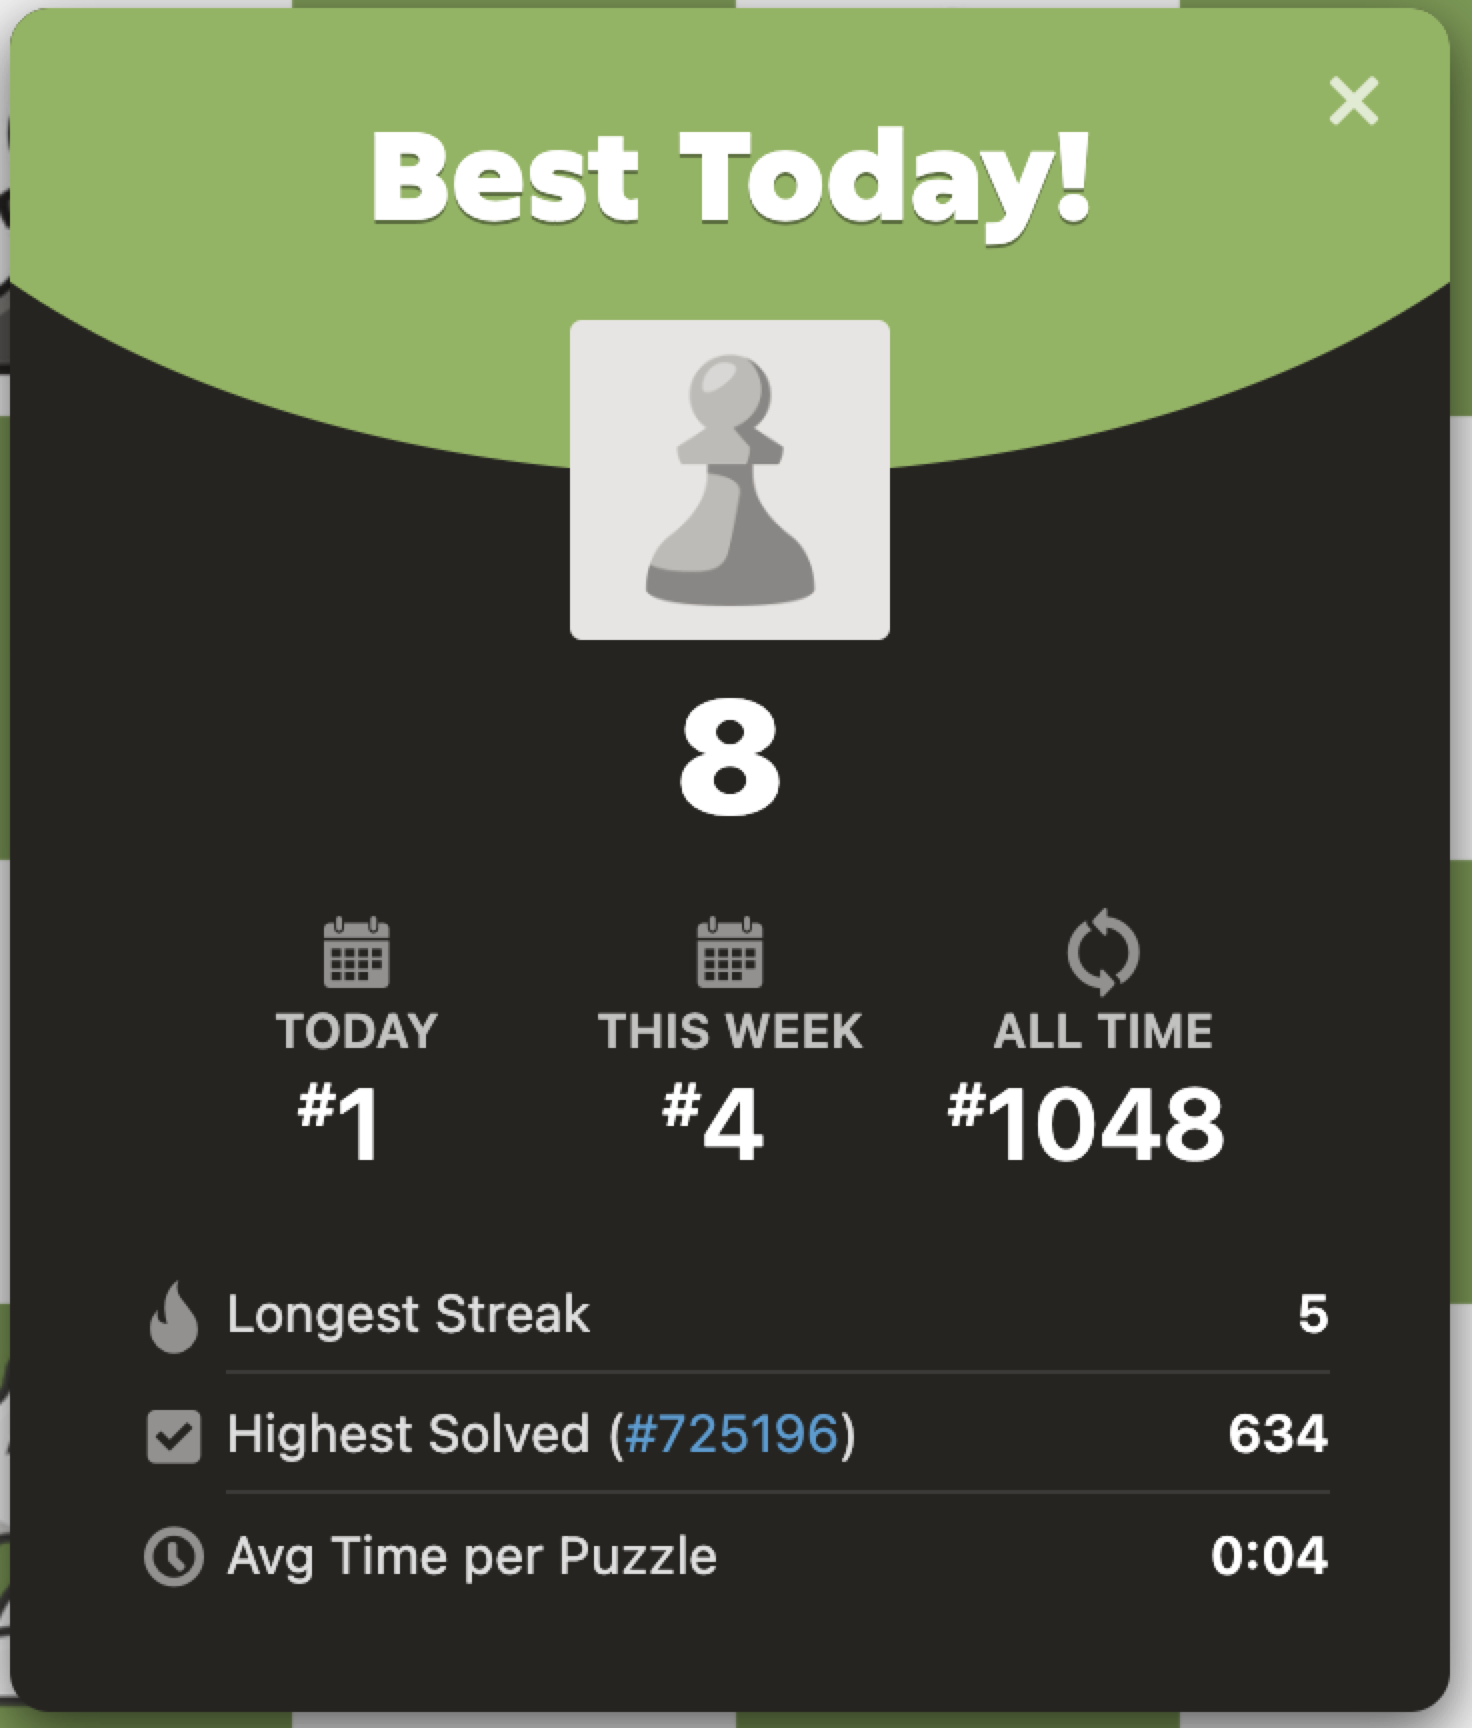 Best Today!
8
TODAY
THIS WEEK
ALL TIME
#1
#4
#1048
Longest Streak 5
Highest Solved (#725196) 634
Avg Time per Puzzle 0:04